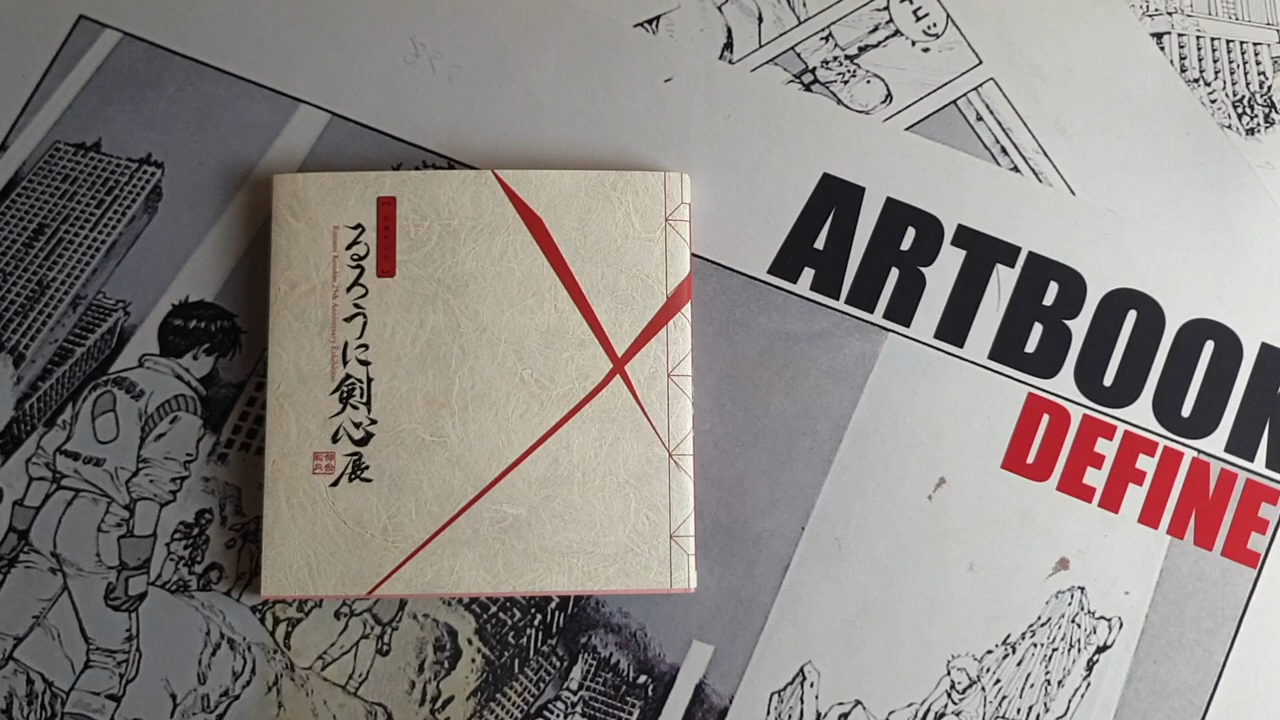 るろうに剣心展
Rurouni Kenshin 25th Anniversary Exhibition
ARTBOOK
DEFINE